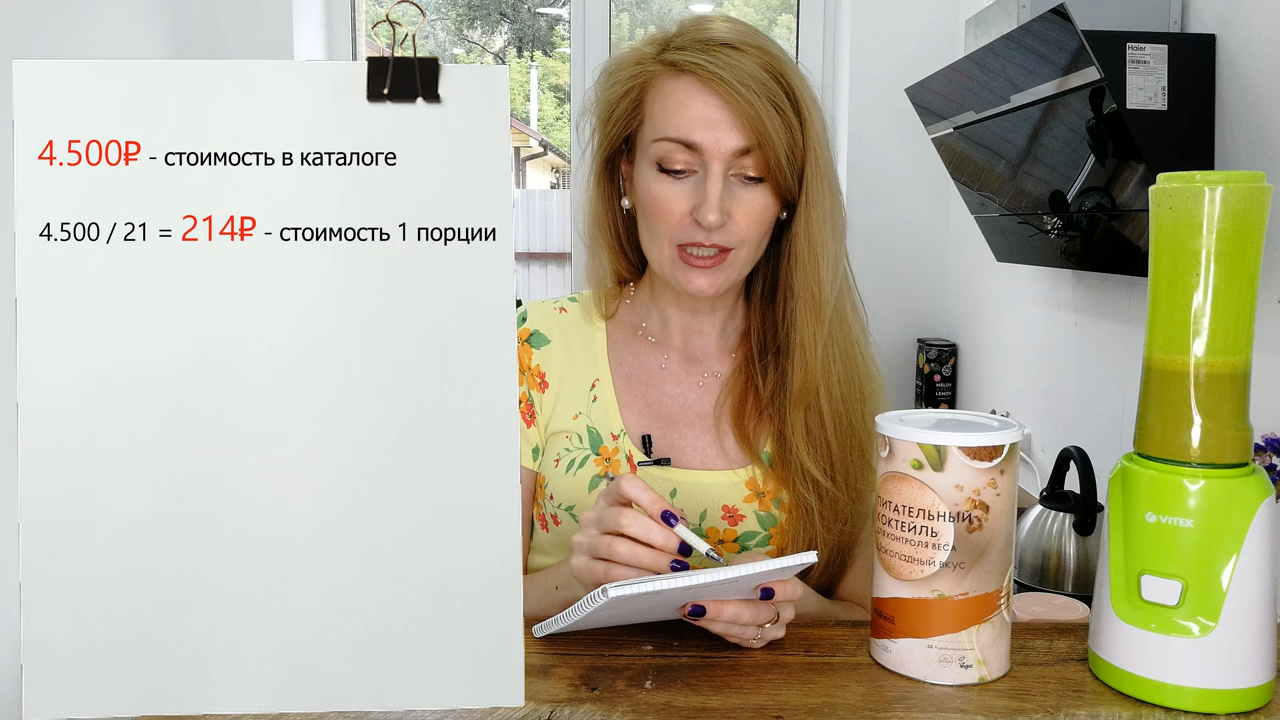 4.500₽ - стоимость в каталоге
4.500 / 21 = 214₽ - стоимость 1 порции
Haier
MELON
LEMON
ПИТАТЕЛЬНЫЙ
КОКТЕЙЛЬ
ДЛЯ КОНТРОЛЯ ВЕСА
Шоколадный вкус
Vegan
VITEK